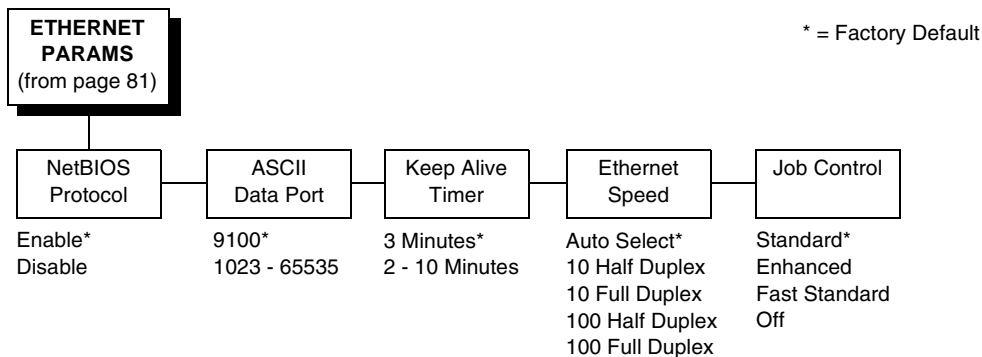 ETHERNET
PARAMS
(from page 81)
* = Factory Default
NetBIOS
Protocol
Enable*
Disable
ASCII
Data Port
9100*
1023 - 65535
Keep Alive
Timer
3 Minutes*
2 - 10 Minutes
Ethernet
Speed
Auto Select*
10 Half Duplex
10 Full Duplex
100 Half Duplex
100 Full Duplex
Job Control
Standard*
Enhanced
Fast Standard
Off